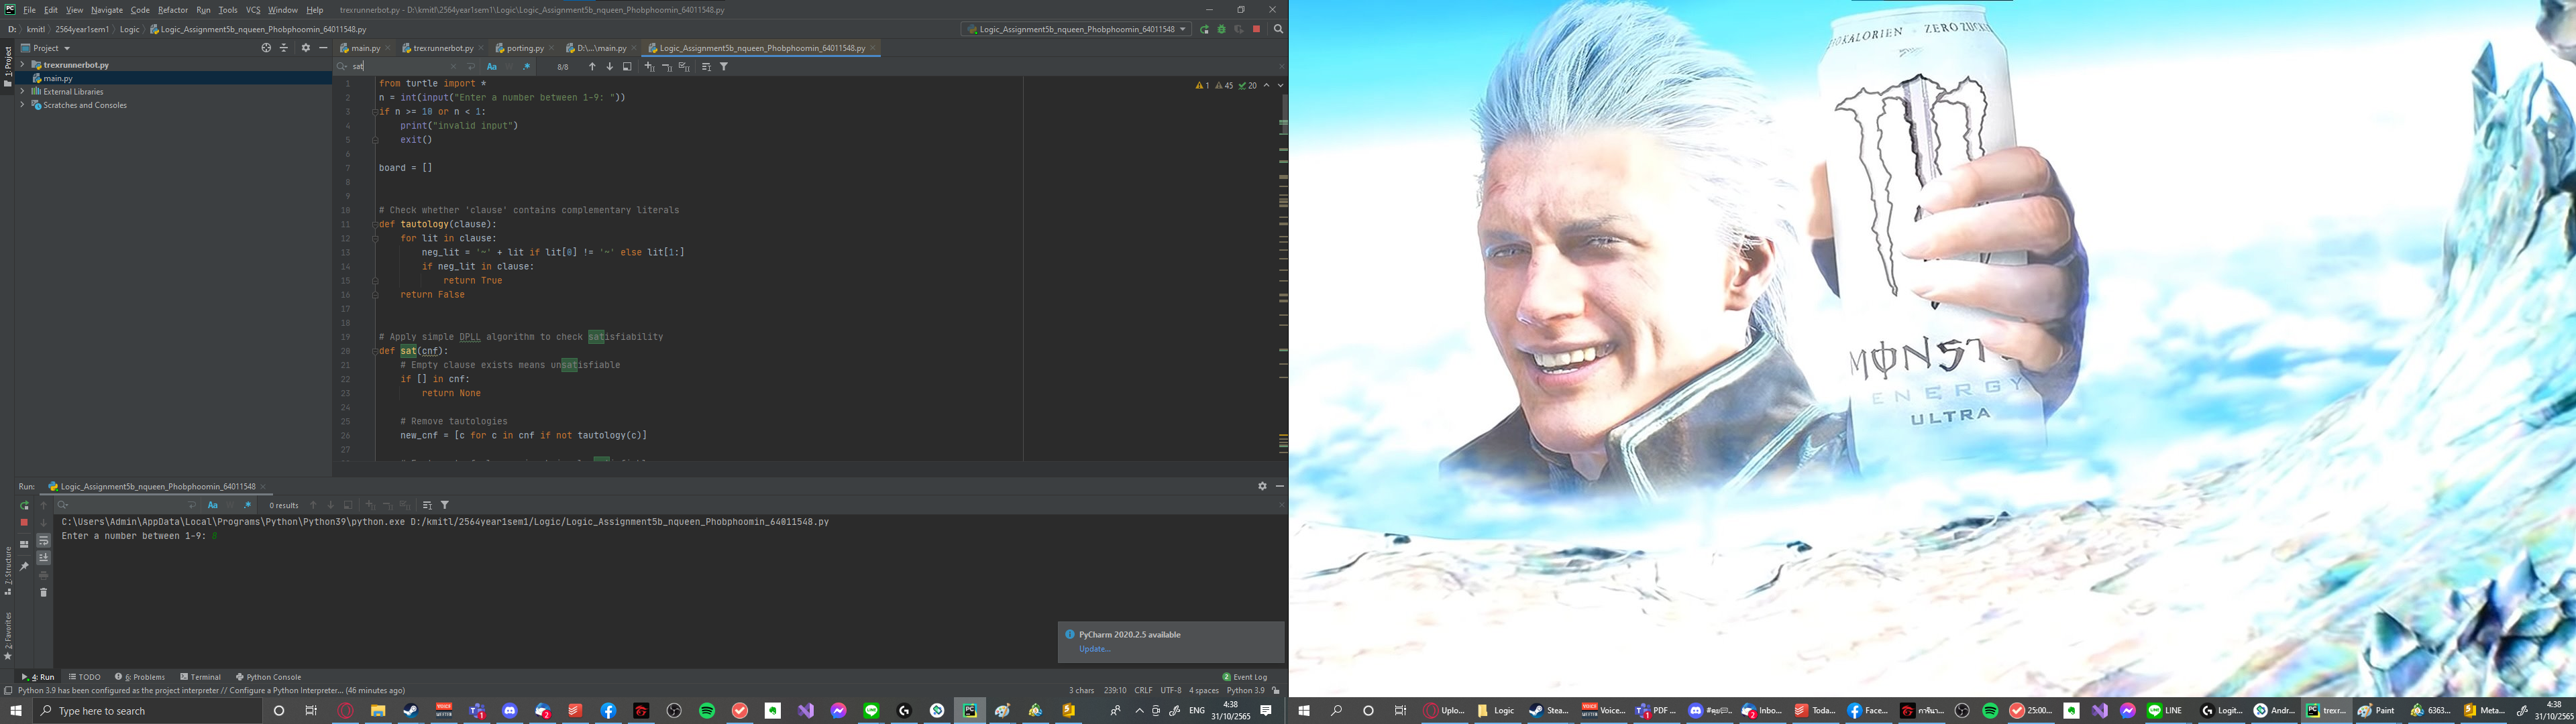 File Edit View Navigate Code Refactor Run Tools VCS Window Help trexrunnerbot.py - D:\kmitl\2564year1sem1\Logic\Logic_Assignment5b_nqueen_Phobphoomin_64011548.py
D: kmitl 2564year1sem1 Logic Logic_Assignment5b_nqueen_Phobphoomin_64011548.py
Logic_Assignment5b_nqueen_Phobphoomin_64011548
Project
main.py trexrunnerbot.py porting.py D:\...\main.py Logic_Assignment5b_nqueen_Phobphoomin_64011548.py
1: Project
trexrunnerbot.py
main.py
External Libraries
Scratches and Consoles
sat Aa 8/8
1 45 20
1 from turtle import *
2 n = int(input("Enter a number between 1-9: "))
3 if n >= 10 or n < 1:
4 print("invalid input")
5 exit()
6
7 board = []
8
9
10 # Check whether 'clause' contains complementary literals
11 def tautology(clause):
12 for lit in clause:
13 neg_lit = '~' + lit if lit[0] != '~' else lit[1:]
14 if neg_lit in clause:
15 return True
16 return False
17
18
19 # Apply simple DPLL algorithm to check satisfiability
20 def sat(cnf):
21 # Empty clause exists means unsatisfiable
22 if [] in cnf:
23 return None
24
25 # Remove tautologies
26 new_cnf = [c for c in cnf if not tautology(c)]
27
Run: Logic_Assignment5b_nqueen_Phobphoomin_64011548
Aa 0 results
C:\Users\Admin\AppData\Local\Programs\Python\Python39\python.exe D:/kmitl/2564year1sem1/Logic/Logic_Assignment5b_nqueen_Phobphoomin_64011548.py
Enter a number between 1-9: 8
7: Structure
2: Favorites
PyCharm 2020.2.5 available
Update...
4: Run TODO 6: Problems Terminal Python Console
2 Event Log
Python 3.9 has been configured as the project interpreter // Configure a Python Interpreter... (46 minutes ago)
3 chars 239:10 CRLF UTF-8 4 spaces Python 3.9
Type here to search
ENG
4:38
31/10/2565
ZERO ZUCK
MONST
ENERGY
ULTRA
Uplo... Logic Stea... Voice... PDF ... Inbo... Toda... Face... 25:00... LINE Logit... Andr... trexr... Paint 6363... Meta...
4:38
31/10/2565